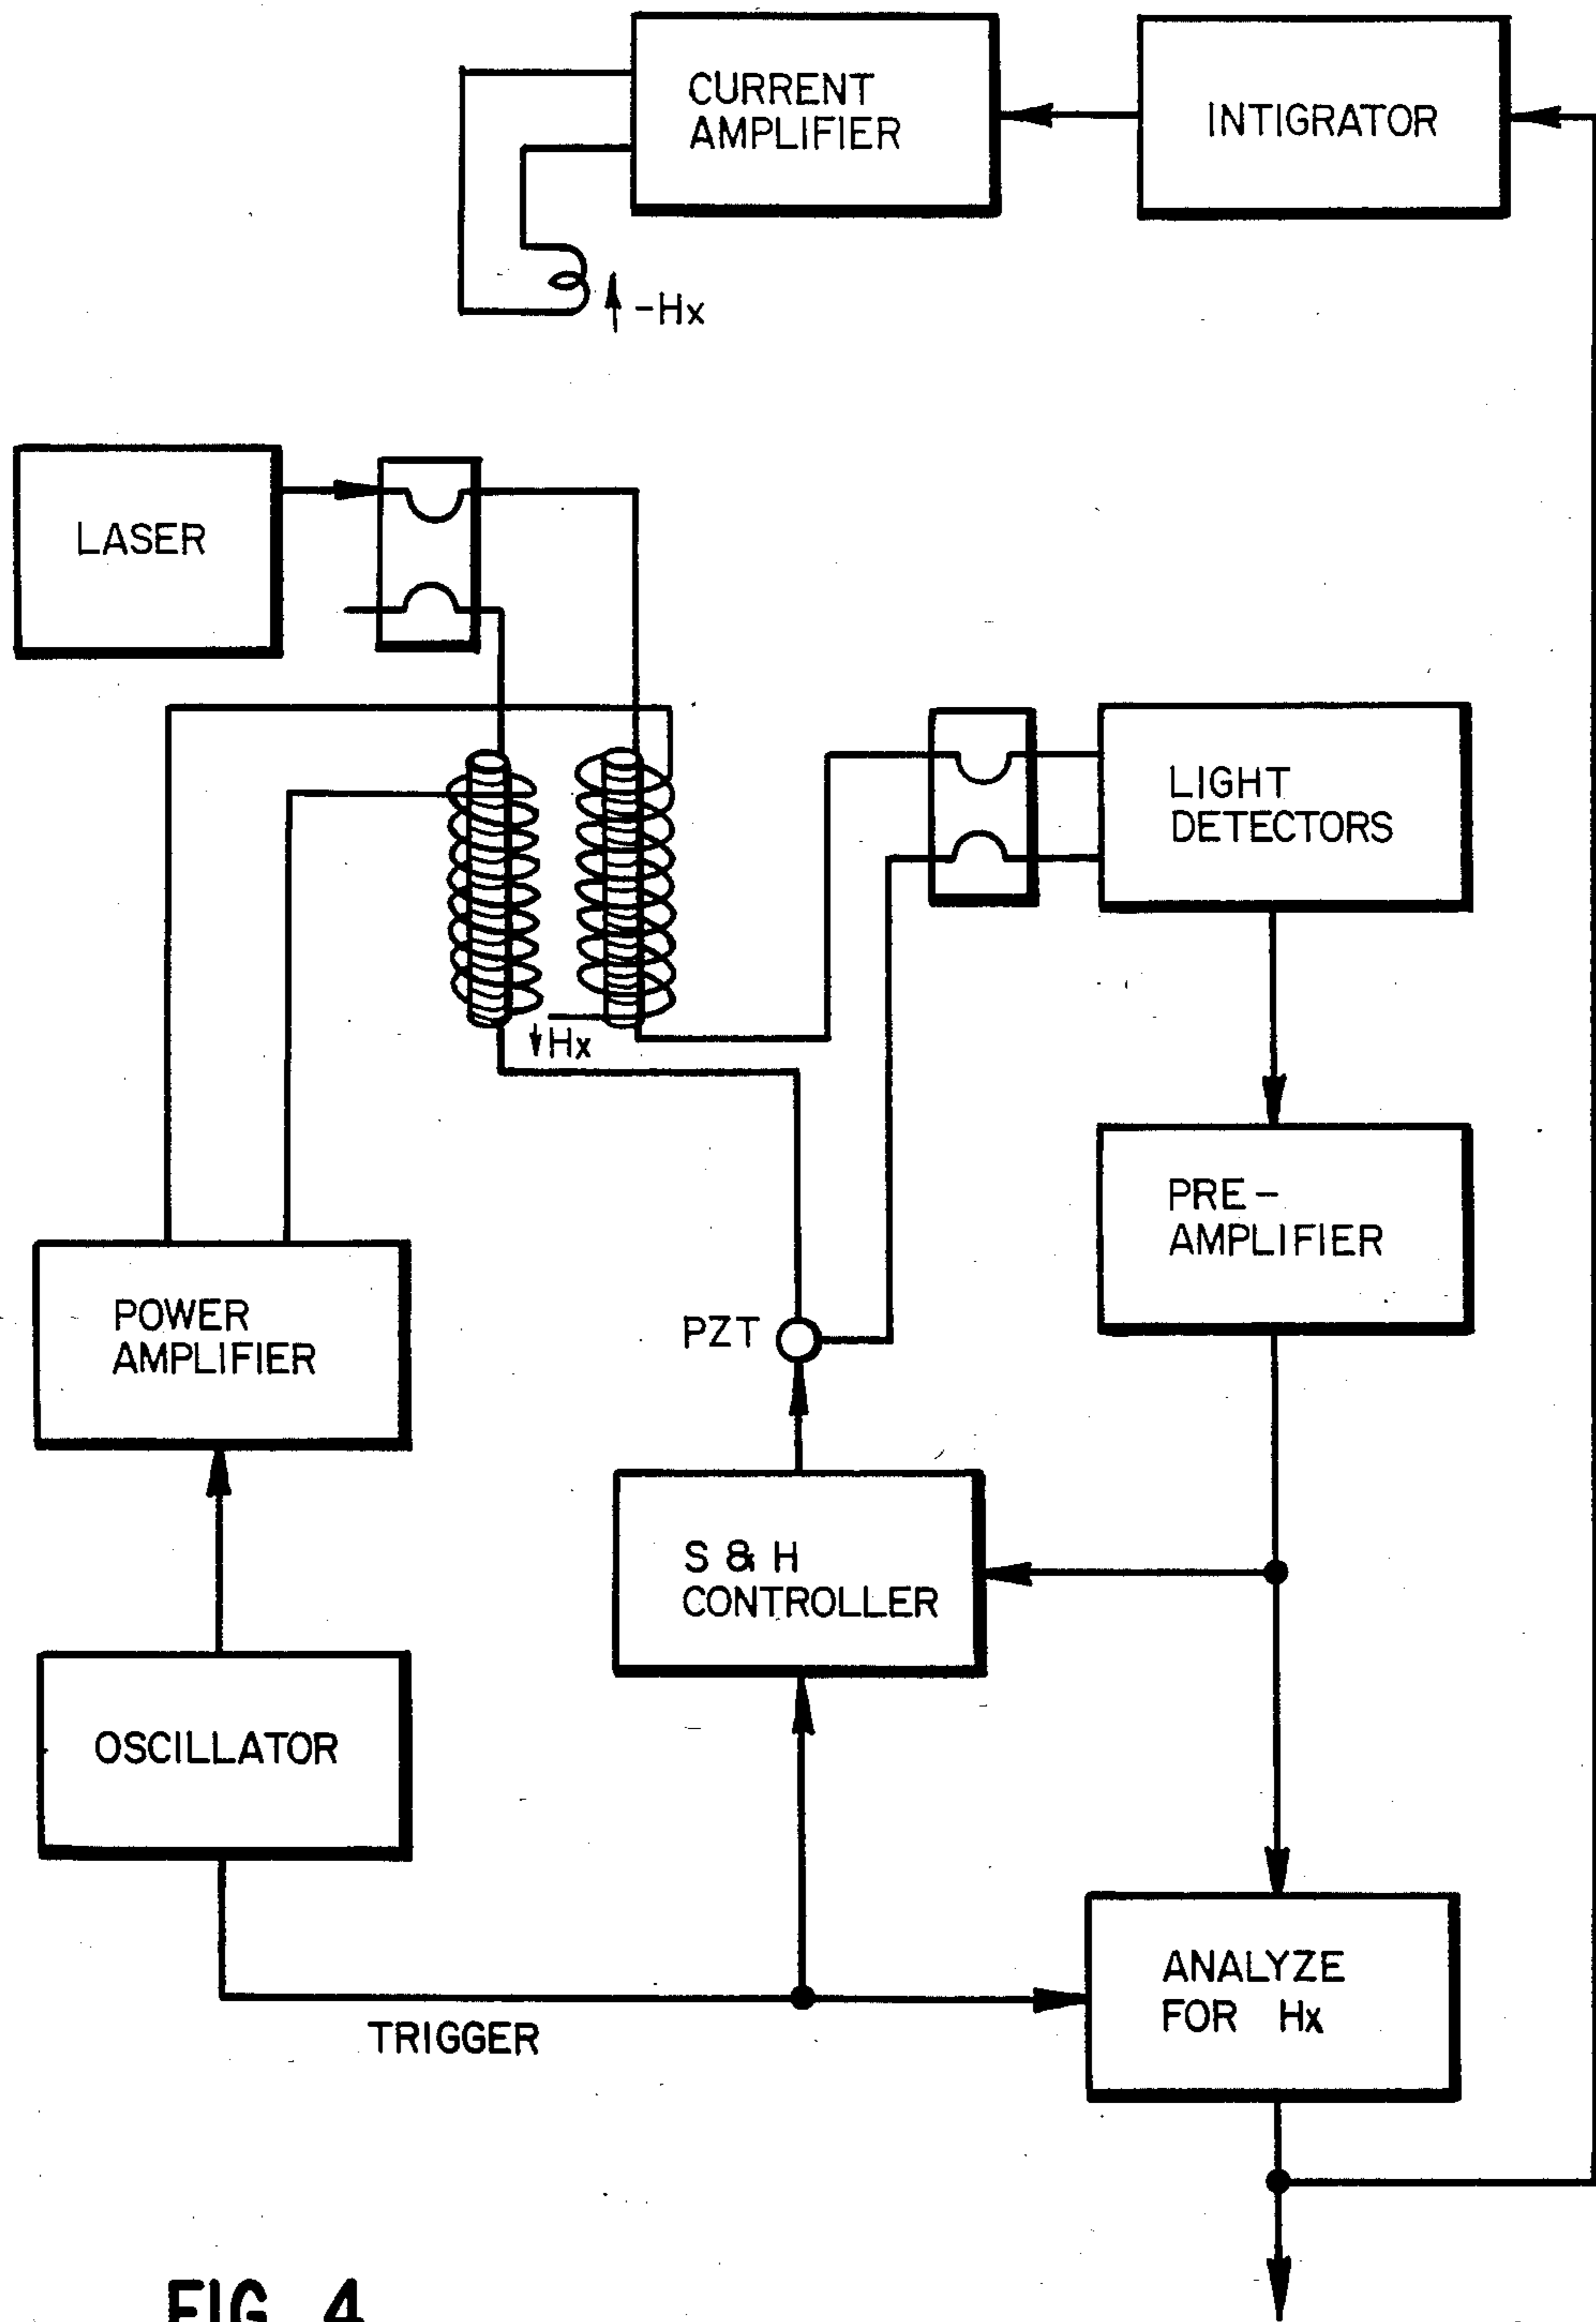 CURRENT
AMPLIFIER
INTIGRATOR
-Hx
LASER
LIGHT
DETECTORS
Hx
PRE-
AMPLIFIER
POWER
AMPLIFIER
PZT
S & H
CONTROLLER
OSCILLATOR
ANALYZE
FOR Hx
TRIGGER
FIG. 4